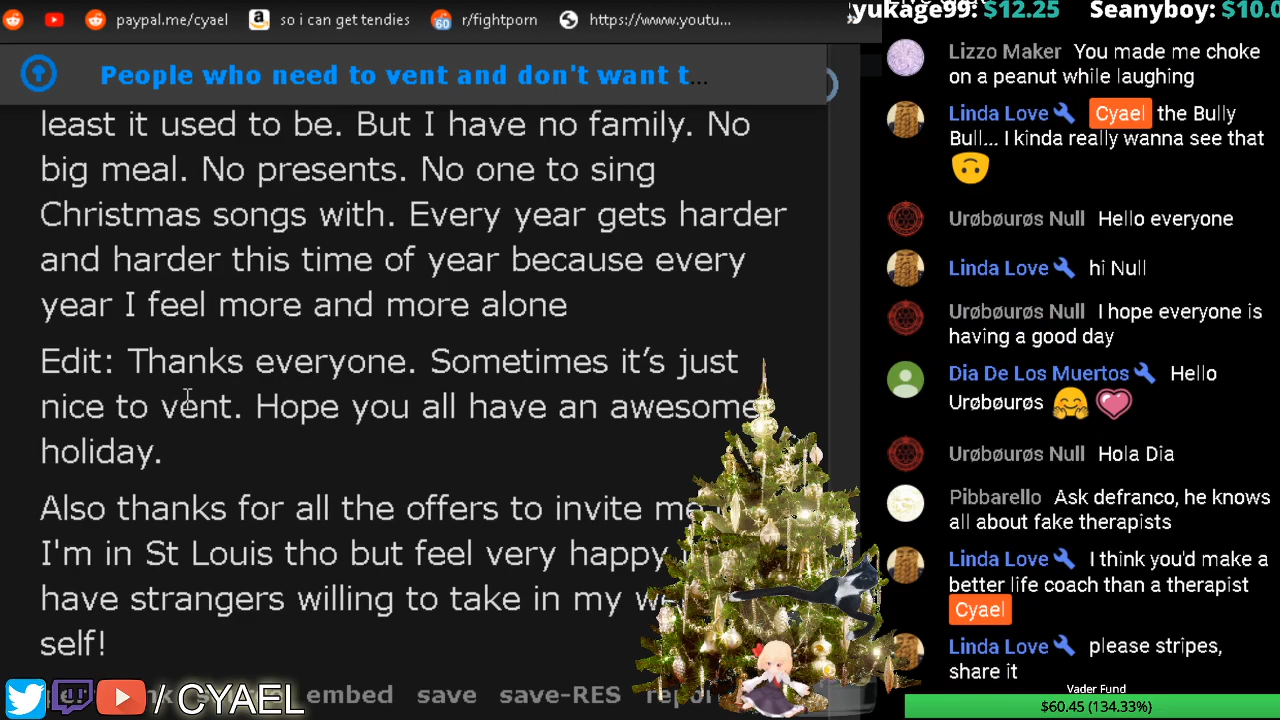 paypal.me/cyael so i can get tendies r/fightporn https://www.youtu...
People who need to vent and don't want t...
least it used to be. But I have no family. No
big meal. No presents. No one to sing
Christmas songs with. Every year gets harder
and harder this time of year because every
year I feel more and more alone
Edit: Thanks everyone. Sometimes it's just
nice to vent. Hope you all have an awesome
holiday.
Also thanks for all the offers to invite me
I'm in St Louis tho but feel very happy
have strangers willing to take in my
self!
embed save save-RES
/CYAEL
yukage99: $12.25 Seanyboy: $10.0
Lizzo Maker You made me choke
on a peanut while laughing
Linda Love Cyael the Bully
Bull... I kinda really wanna see that
Urøbøurøs Null Hello everyone
Linda Love hi Null
Urøbøurøs Null I hope everyone is
having a good day
Dia De Los Muertos Hello
Urøbøurøs
Urøbøurøs Null Hola Dia
Pibbarello Ask defranco, he knows
all about fake therapists
Linda Love I think you'd make a
better life coach than a therapist
Cyael
Linda Love please stripes,
share it
Vader Fund
$60.45 (134.33%)